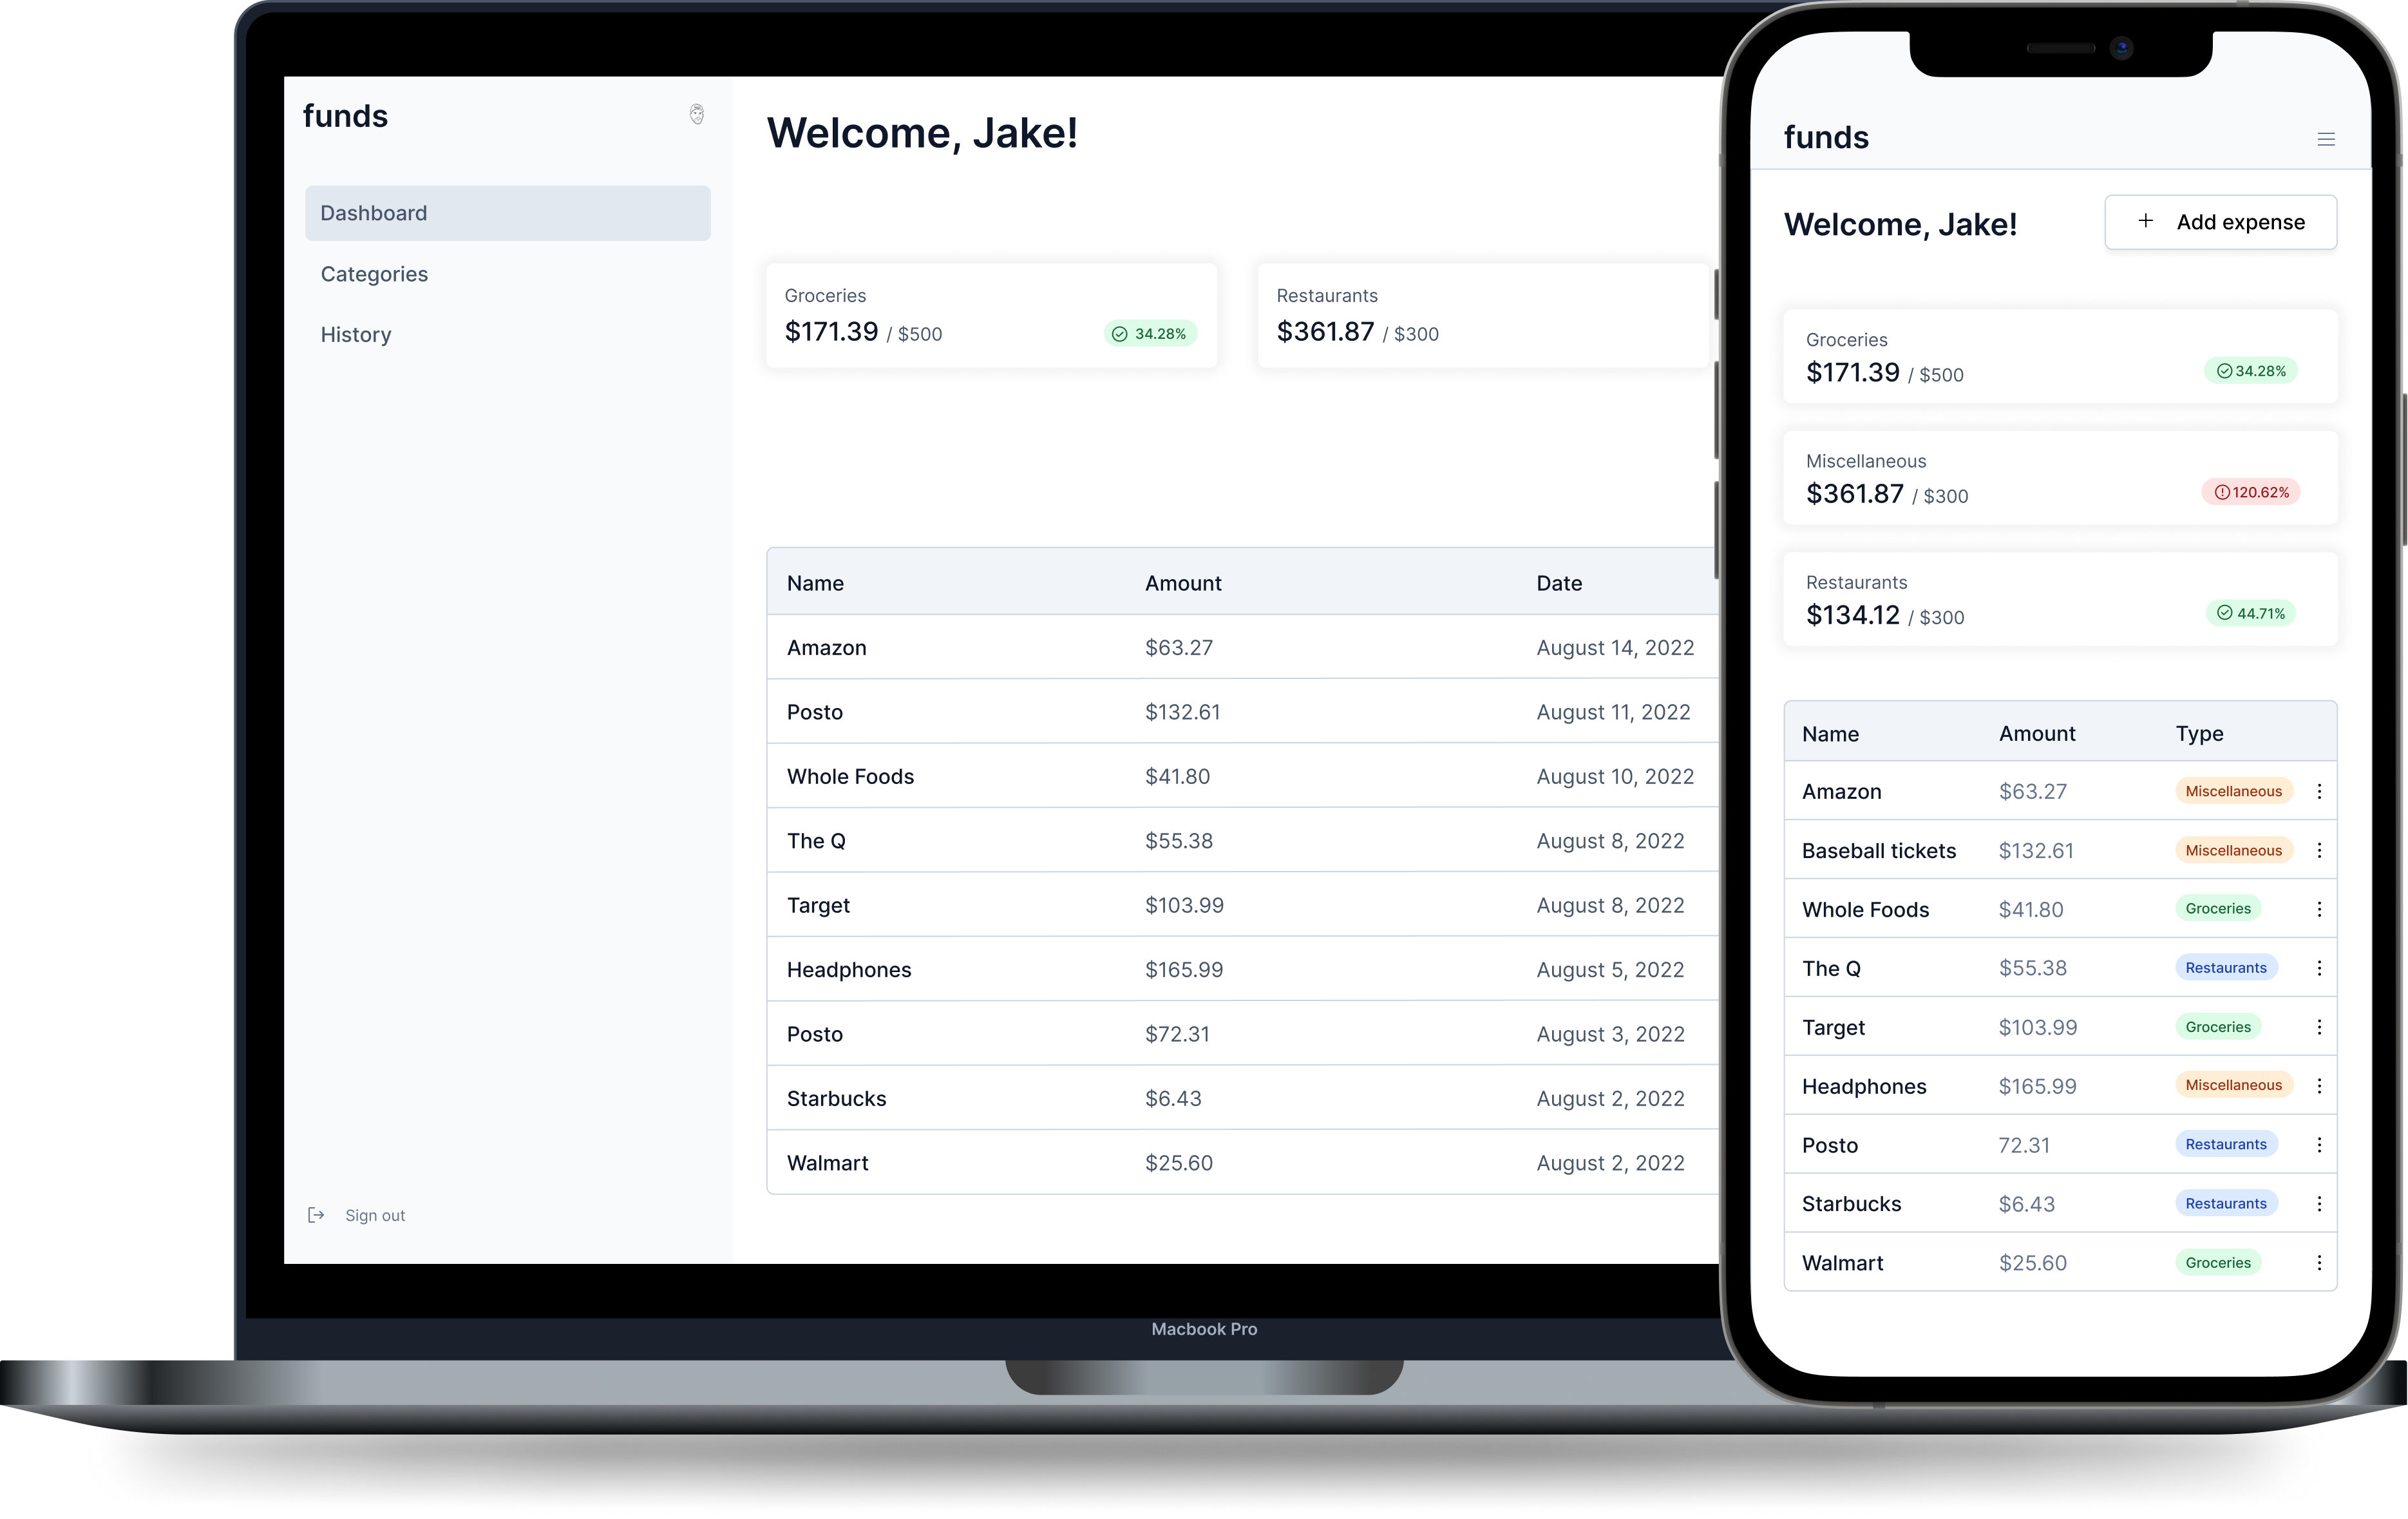 funds
Welcome, Jake!
Dashboard
Categories
History
Groceries
$171.39 / $500
34.28%
Restaurants
$361.87 / $300
Name Amount Date
Amazon $63.27 August 14, 2022
Posto $132.61 August 11, 2022
Whole Foods $41.80 August 10, 2022
The Q $55.38 August 8, 2022
Target $103.99 August 8, 2022
Headphones $165.99 August 5, 2022
Posto $72.31 August 3, 2022
Starbucks $6.43 August 2, 2022
Walmart $25.60 August 2, 2022
Sign out
Macbook Pro
funds
Welcome, Jake!
Add expense
Groceries
$171.39 / $500
34.28%
Miscellaneous
$361.87 / $300
120.62%
Restaurants
$134.12 / $300
44.71%
Name Amount Type
Amazon $63.27 Miscellaneous
Baseball tickets $132.61 Miscellaneous
Whole Foods $41.80 Groceries
The Q $55.38 Restaurants
Target $103.99 Groceries
Headphones $165.99 Miscellaneous
Posto 72.31 Restaurants
Starbucks $6.43 Restaurants
Walmart $25.60 Groceries